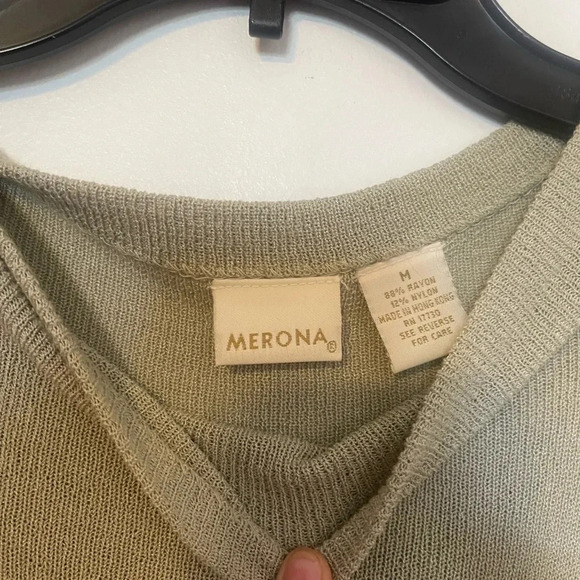 MERONA®
M
88% RAYON
12% NYLON
MADE IN HONG KONG
RN 17730
SEE REVERSE
FOR CARE